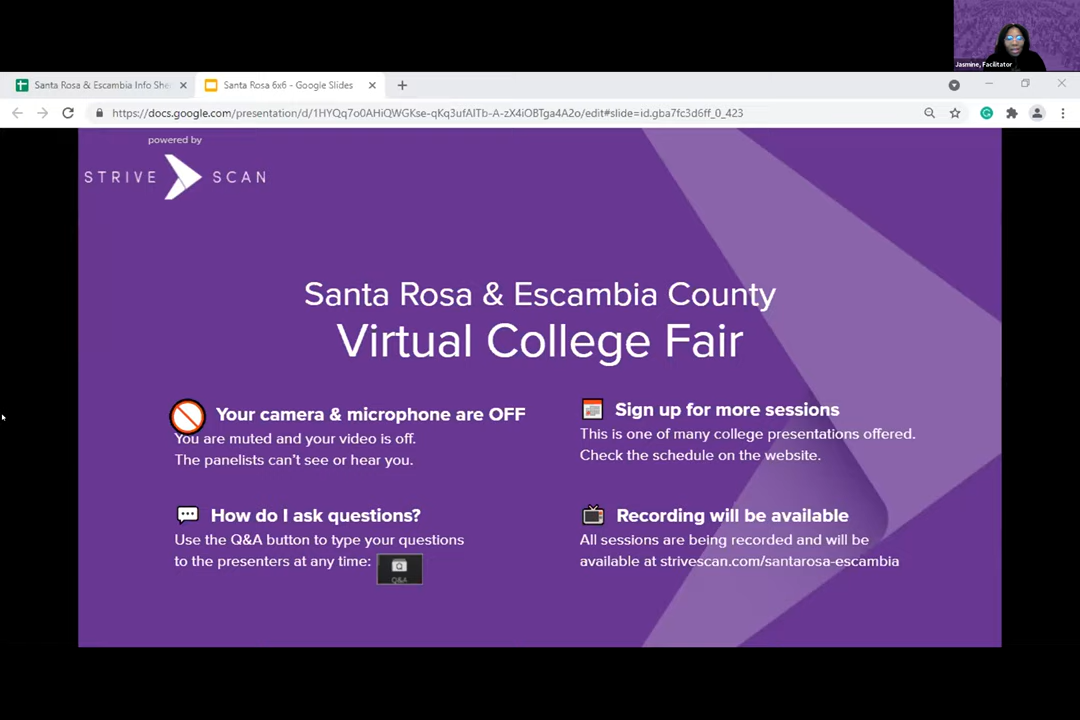 Jasmine, Facilitator
Santa Rosa & Escambia Info She
Santa Rosa 6x6 - Google Slides
https://docs.google.com/presentation/d/1HYQq7o0AHiQWGKse-qKq3ufAITb-A-zX4iOBTga4A2o/edit#slide=id.gba7fc3d6ff_0_423
powered by
STRIVE SCAN
Santa Rosa & Escambia County
Virtual College Fair
Your camera & microphone are OFF
You are muted and your video is off.
The panelists can't see or hear you.
Sign up for more sessions
This is one of many college presentations offered.
Check the schedule on the website.
How do I ask questions?
Use the Q&A button to type your questions
to the presenters at any time:
Q&A
Recording will be available
All sessions are being recorded and will be
available at strivescan.com/santarosa-escambia